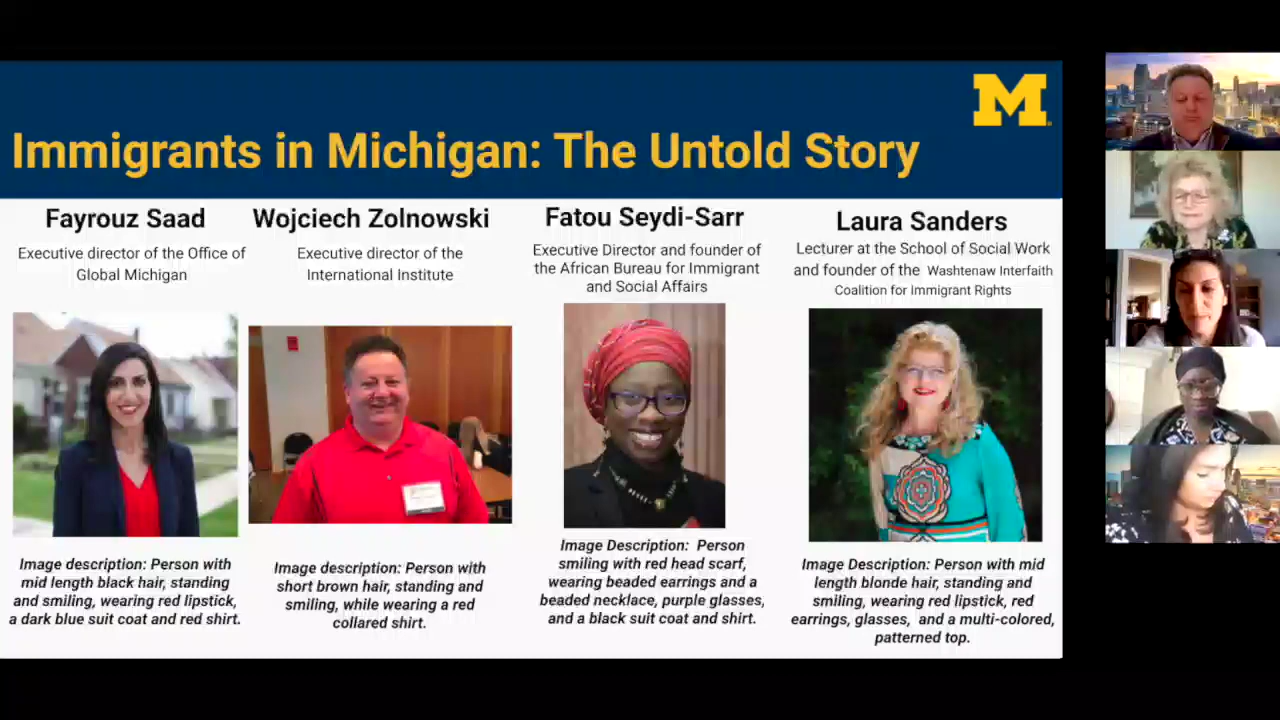 M
Immigrants in Michigan: The Untold Story
Fayrouz Saad
Executive director of the Office of
Global Michigan
Image description: Person with
mid length black hair, standing
and smiling, wearing red lipstick,
a dark blue suit coat and red shirt.
Wojciech Zolnowski
Executive director of the
International Institute
Image description: Person with
short brown hair, standing and
smiling, while wearing a red
collared shirt.
Fatou Seydi-Sarr
Executive Director and founder of
the African Bureau for Immigrant
and Social Affairs
Image Description: Person
smiling with red head scarf,
wearing beaded earrings and a
beaded necklace, purple glasses,
and a black suit coat and shirt.
Laura Sanders
Lecturer at the School of Social Work
and founder of the Washtenaw Interfaith
Coalition for Immigrant Rights
Image Description: Person with mid
length blonde hair, standing and
smiling, wearing red lipstick, red
earrings, glasses, and a multi-colored,
patterned top.